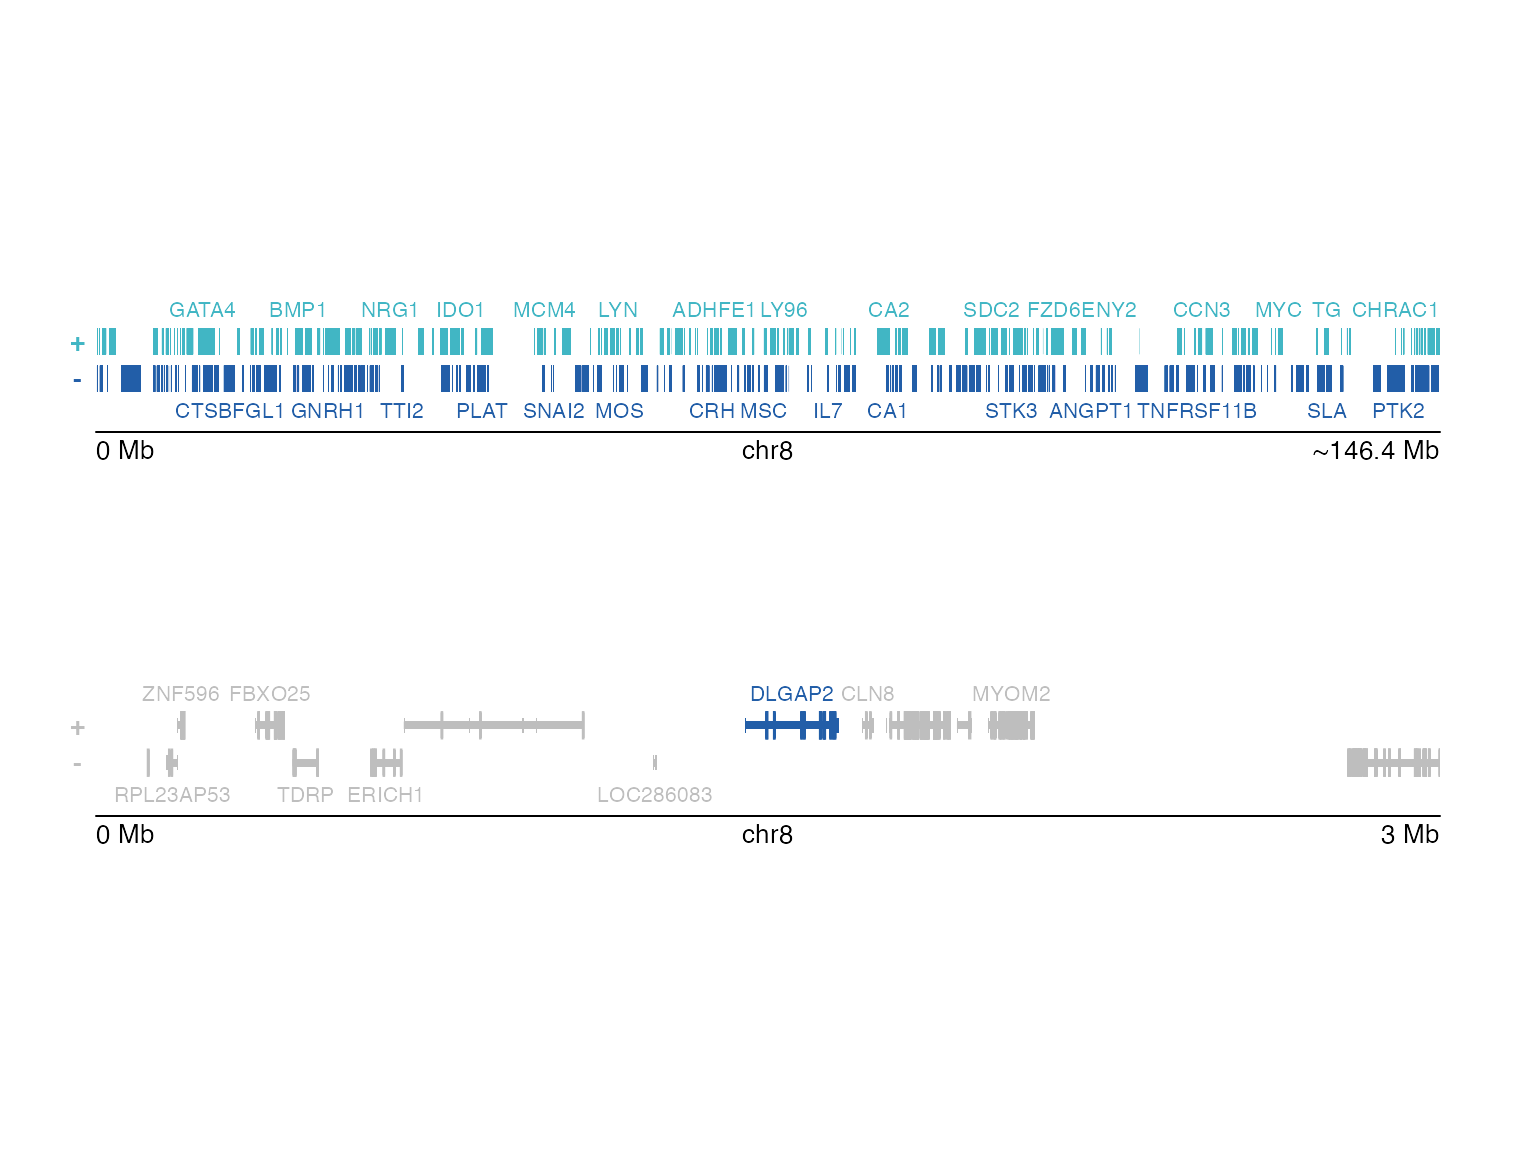 GATA4 BMP1 NRG1 IDO1 MCM4 LYN ADHFE1 LY96 CA2 SDC2 FZD6 ENY2 CCN3 MYC TG CHRAC1
+
-
CTSB FGL1 GNRH1 TTI2 PLAT SNAI2 MOS CRH MSC IL7 CA1 STK3 ANGPT1 TNFRSF11B SLA PTK2
0 Mb chr8 ~146.4 Mb
ZNF596 FBXO25 DLGAP2 CLN8 MYOM2
+
-
RPL23AP53 TDRP ERICH1 LOC286083
0 Mb chr8 3 Mb